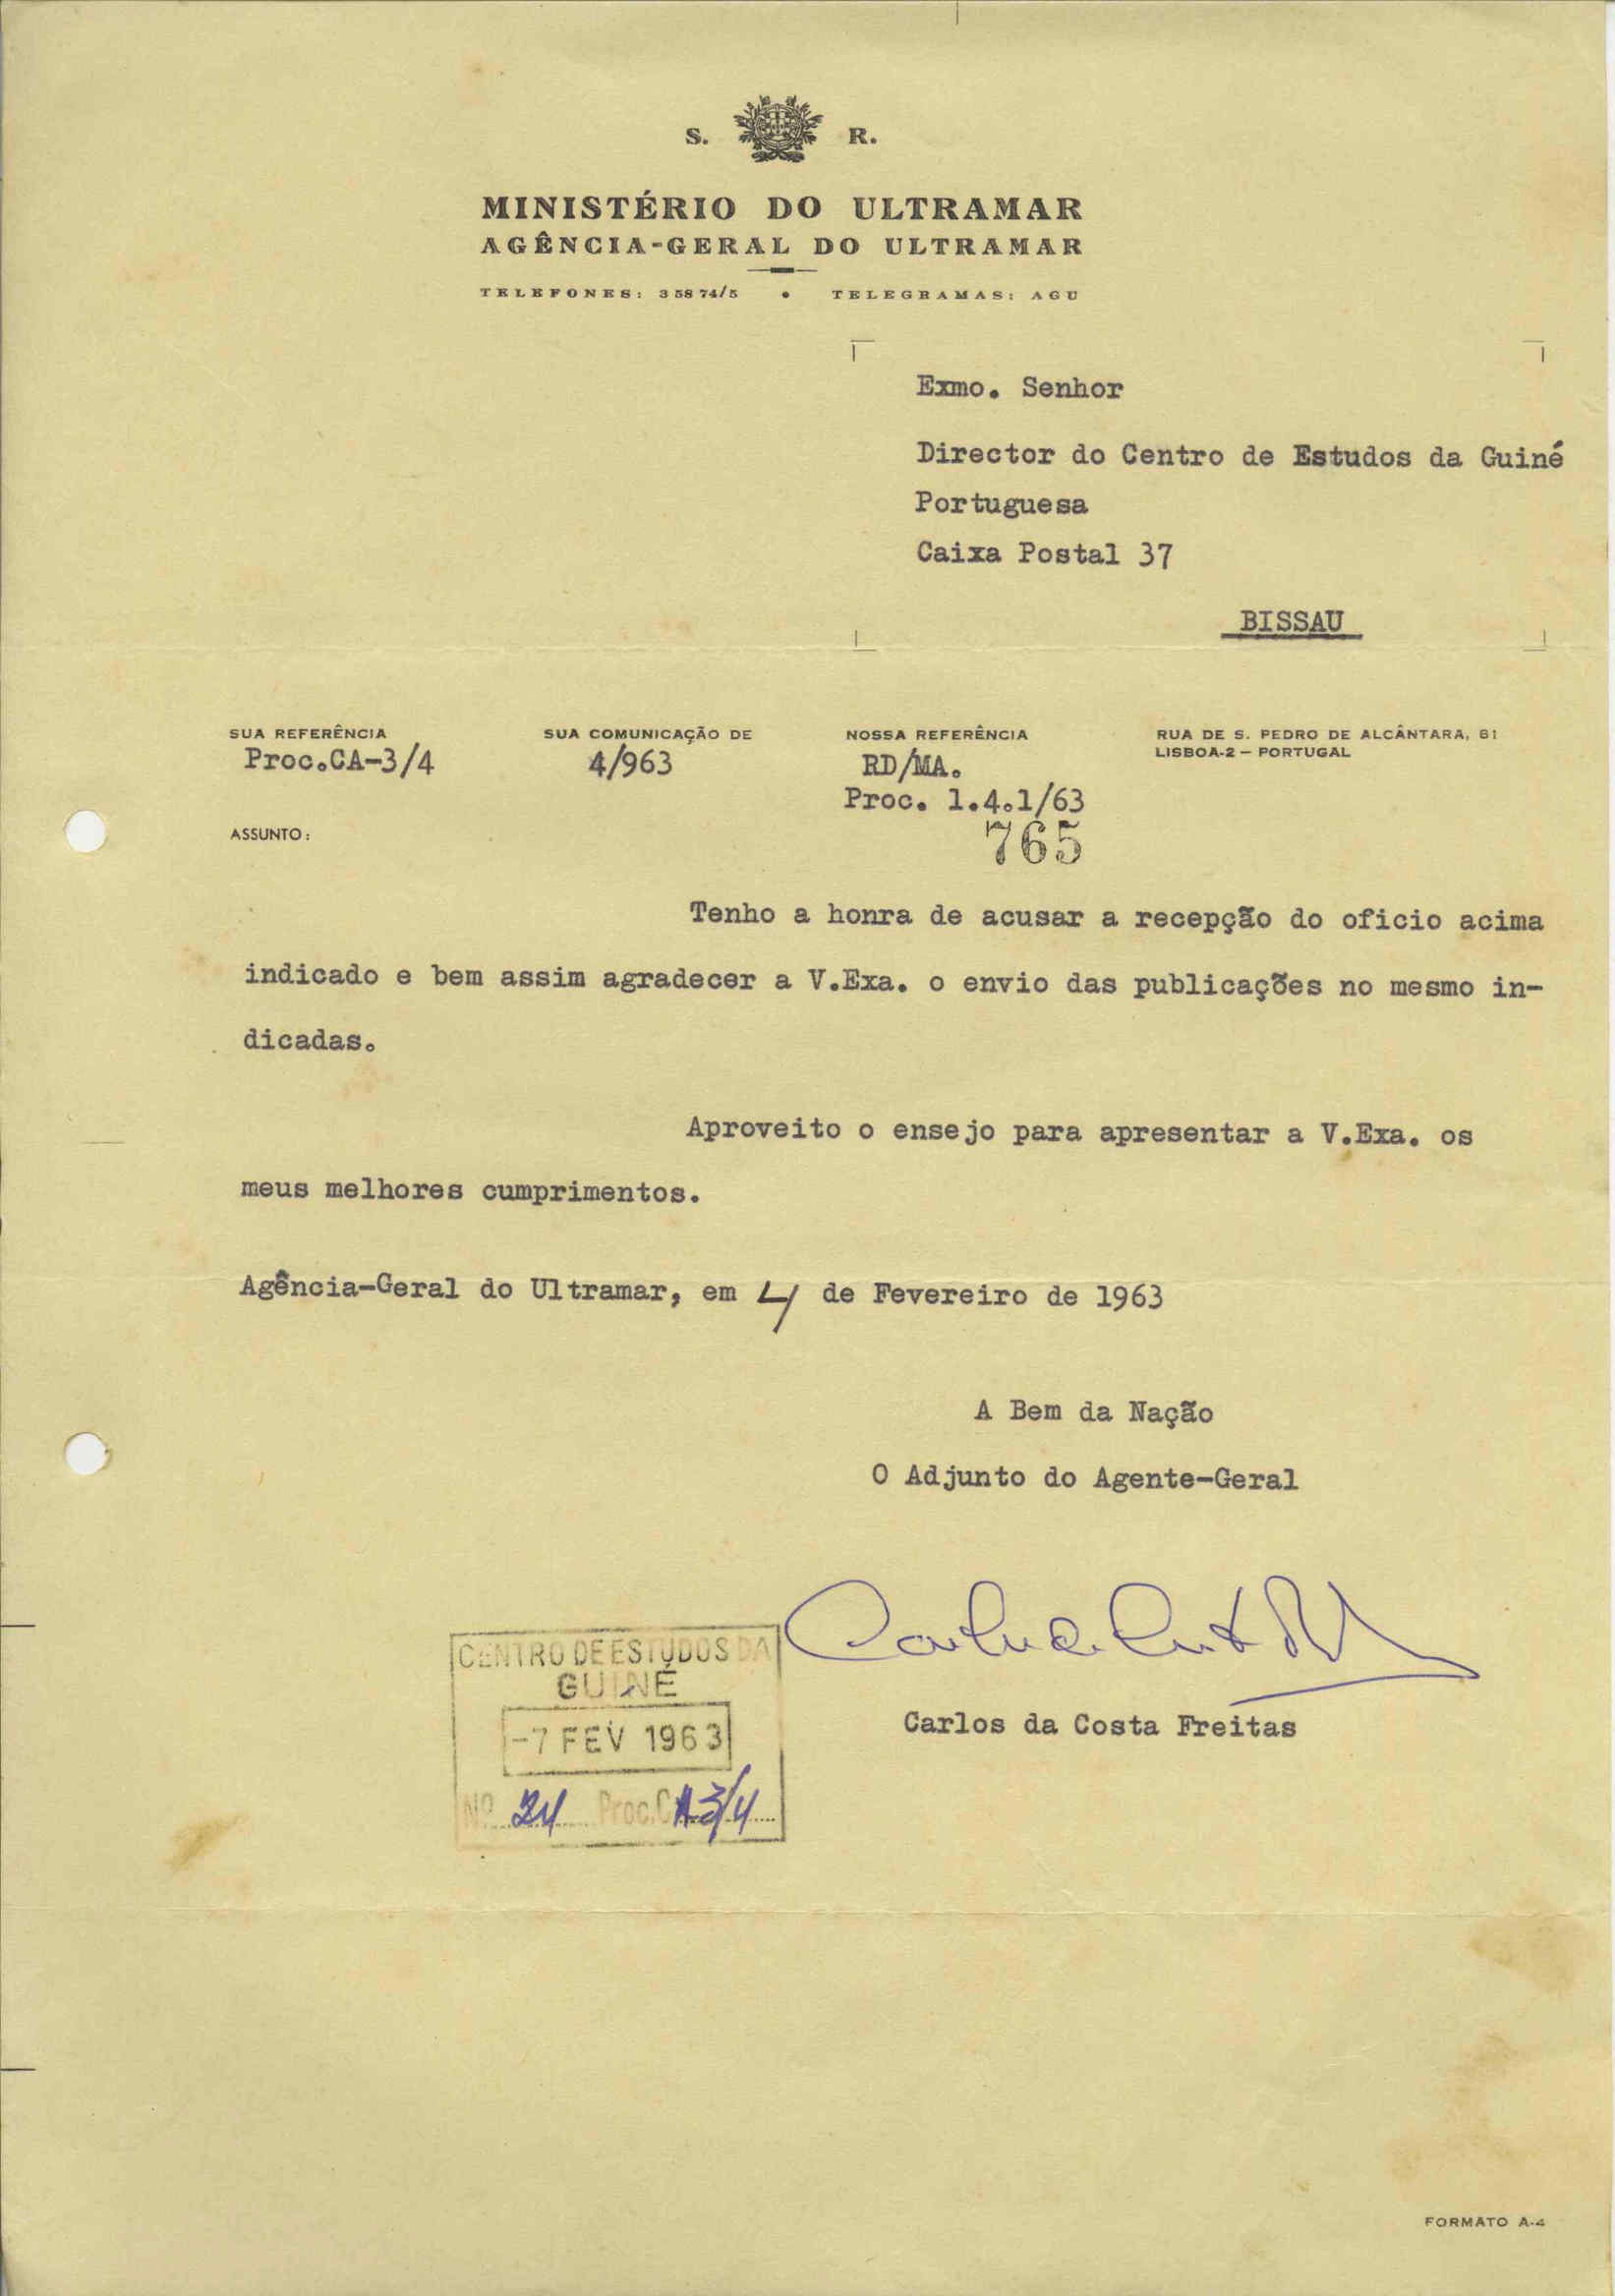 S. R.
MINISTÉRIO DO ULTRAMAR
AGÊNCIA-GERAL DO ULTRAMAR
TELEFONES: 35874/5 • TELEGRAMAS: AGU
Exmo. Senhor
Director do Centro de Estudos da Guiné
Portuguesa
Caixa Postal 37
BISSAU
SUA REFERÊNCIA SUA COMUNICAÇÃO DE NOSSA REFERÊNCIA RUA DE S. PEDRO DE ALCÂNTARA, 81
LISBOA-2 — PORTUGAL
Proc.CA-3/4 4/963 RD/MA.
Proc. 1.4.1/63
ASSUNTO: 765
Tenho a honra de acusar a recepção do oficio acima
indicado e bem assim agradecer a V.Exa. o envio das publicações no mesmo in-
dicadas.
Aproveito o ensejo para apresentar a V.Exa. os
meus melhores cumprimentos.
Agência-Geral do Ultramar, em 4 de Fevereiro de 1963
A Bem da Nação
O Adjunto do Agente-Geral
Carlos da Costa Freitas
CENTRO DE ESTUDOS DA
GUINÉ
-7 FEV 1963
Nº 24 Proc.CA3/4
FORMATO A-4